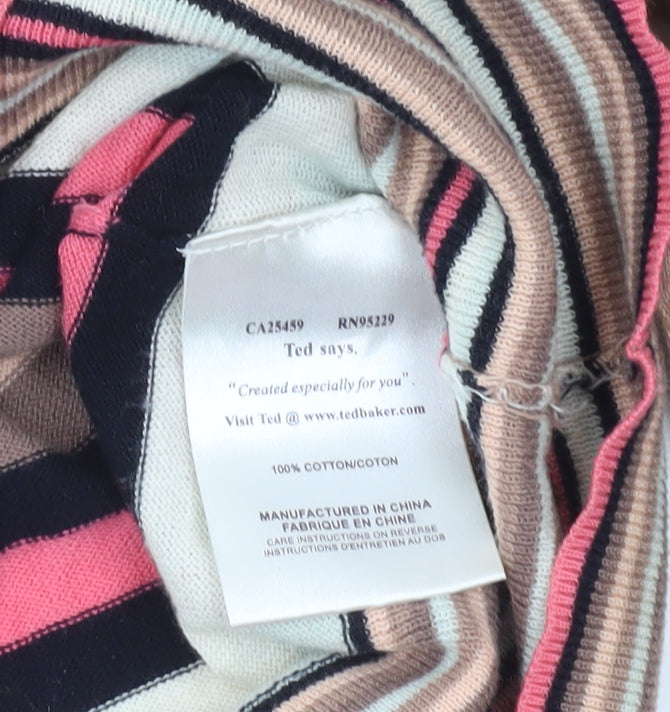 CA25459 RN95229
Ted says,
“Created especially for you”.
Visit Ted @ www.tedbaker.com
100% COTTON/COTON
MANUFACTURED IN CHINA
FABRIQUE EN CHINE
CARE INSTRUCTIONS ON REVERSE
INSTRUCTIONS D'ENTRETIEN AU DOS